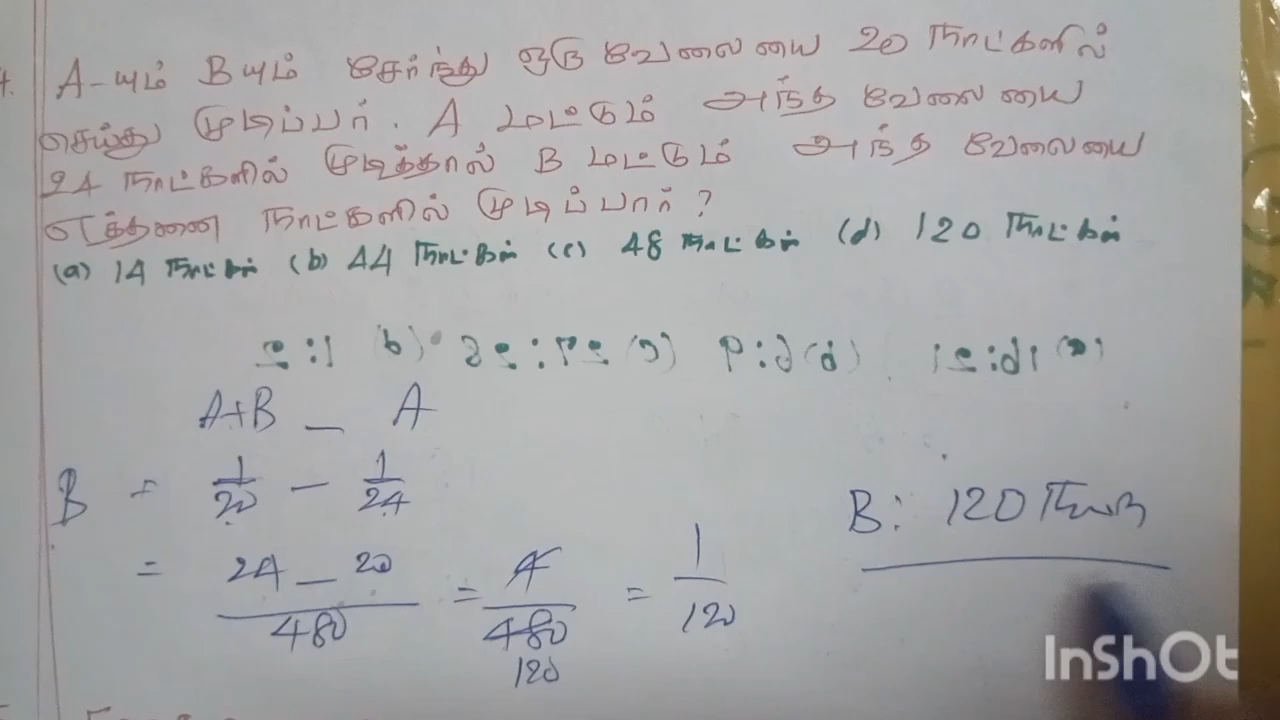 4. A-யும் Bயும் சேர்ந்து ஒரு வேலையை 20 நாட்களில்
செய்து முடிப்பர். A மட்டும் அந்த வேலையை
24 நாட்களில் முடித்தால் B மட்டும் அந்த வேலையை
எத்தனை நாட்களில் முடிப்பார்?
(a) 14 நாட்கள் (b) 44 நாட்கள் (c) 48 நாட்கள் (d) 120 நாட்கள்
A+B - A
B = 1/20 - 1/24
= 24 - 20 / 480 = 4 / 480 = 1 / 120
120
B: 120 நாள்
InShOt